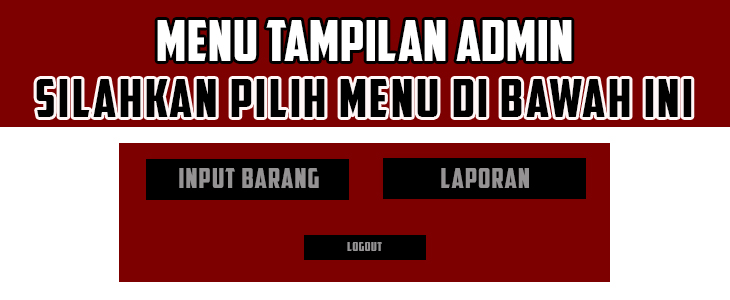 MENU TAMPILAN ADMIN
SILAHKAN PILIH MENU DI BAWAH INI
INPUT BARANG
LAPORAN
LOGOUT